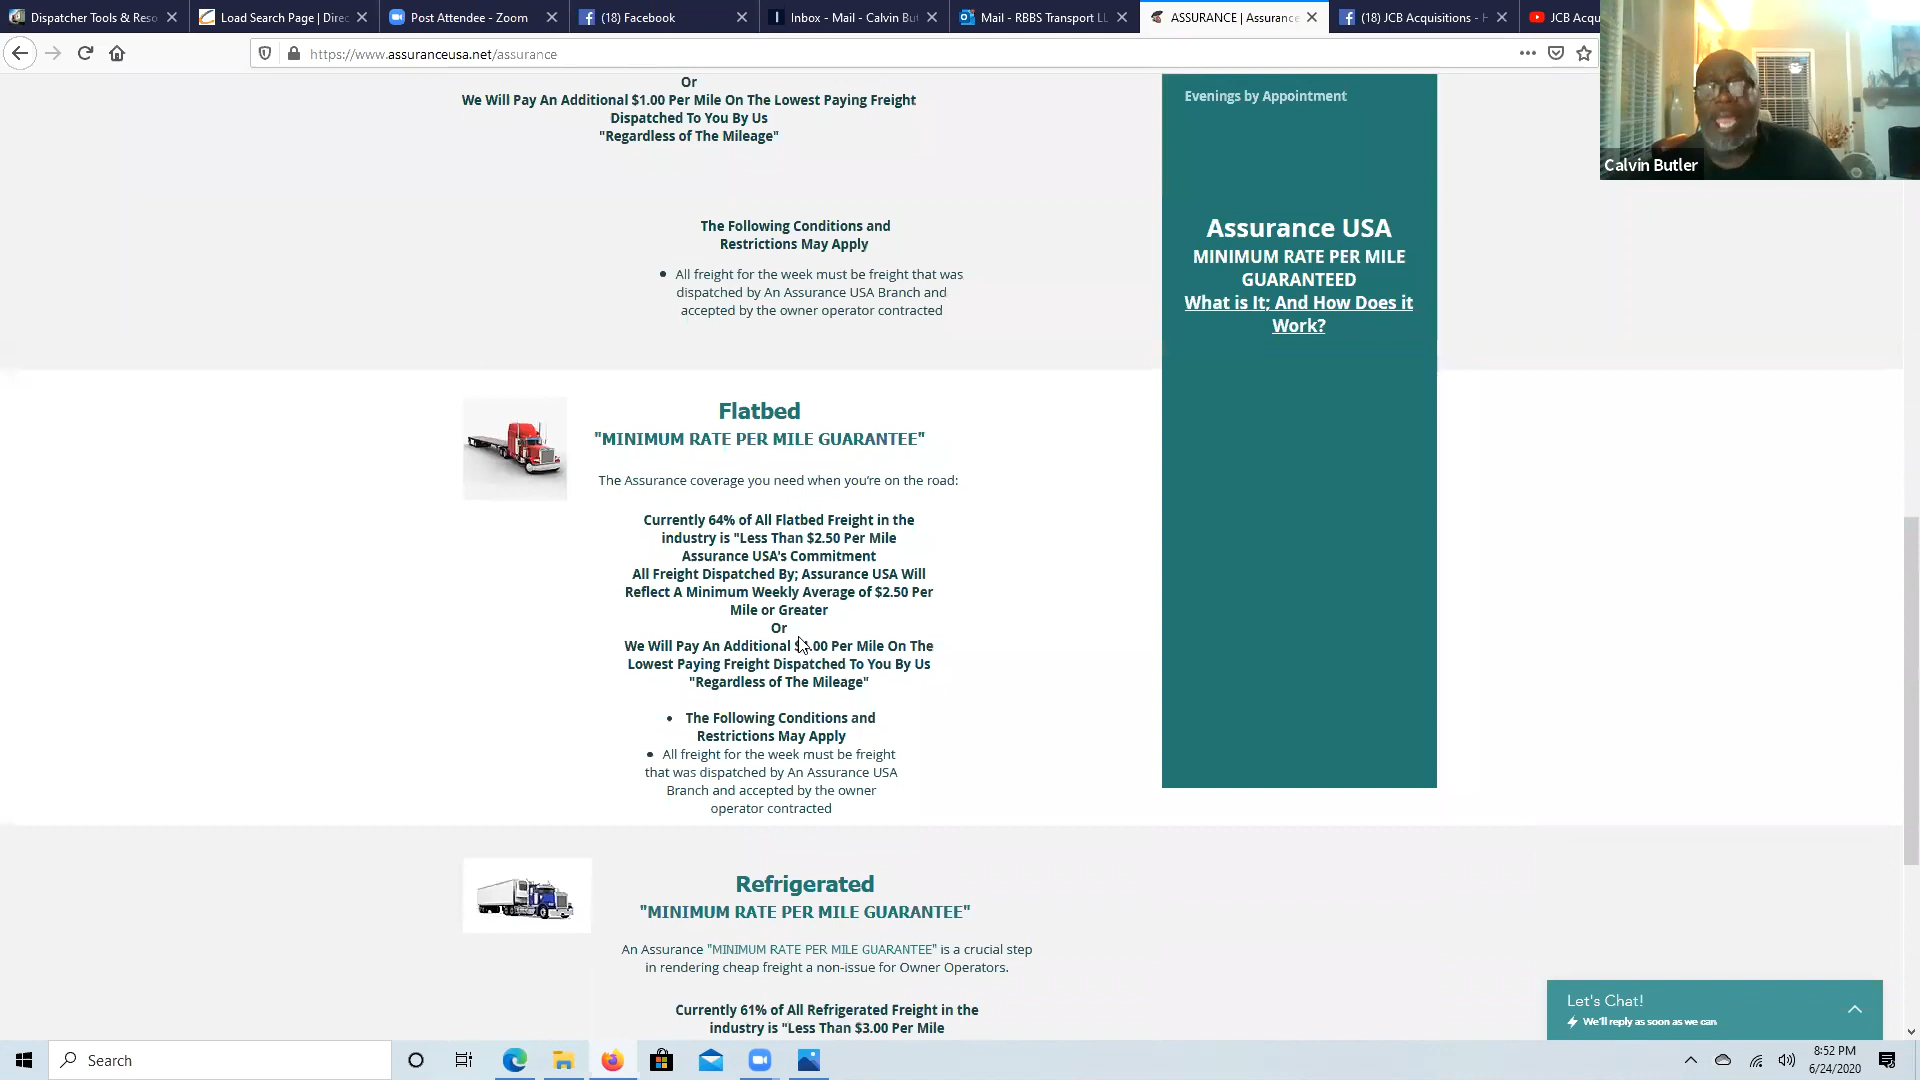 Dispatcher Tools & Reso
Load Search Page | Direc
Post Attendee - Zoom
(18) Facebook
Inbox - Mail - Calvin But
Mail - RBBS Transport LL
ASSURANCE | Assurance
(18) JCB Acquisitions - H
JCB Acqu
https://www.assuranceusa.net/assurance
Or
We Will Pay An Additional $1.00 Per Mile On The Lowest Paying Freight
Dispatched To You By Us
"Regardless of The Mileage"
The Following Conditions and
Restrictions May Apply
All freight for the week must be freight that was
dispatched by An Assurance USA Branch and
accepted by the owner operator contracted
Evenings by Appointment
Assurance USA
MINIMUM RATE PER MILE
GUARANTEED
What is It; And How Does it
Work?
Calvin Butler
Flatbed
"MINIMUM RATE PER MILE GUARANTEE"
The Assurance coverage you need when you're on the road:
Currently 64% of All Flatbed Freight in the
industry is "Less Than $2.50 Per Mile
Assurance USA's Commitment
All Freight Dispatched By; Assurance USA Will
Reflect A Minimum Weekly Average of $2.50 Per
Mile or Greater
Or
We Will Pay An Additional .00 Per Mile On The
Lowest Paying Freight Dispatched To You By Us
"Regardless of The Mileage"
The Following Conditions and
Restrictions May Apply
All freight for the week must be freight
that was dispatched by An Assurance USA
Branch and accepted by the owner
operator contracted
Refrigerated
"MINIMUM RATE PER MILE GUARANTEE"
An Assurance "MINIMUM RATE PER MILE GUARANTEE" is a crucial step
in rendering cheap freight a non-issue for Owner Operators.
Currently 61% of All Refrigerated Freight in the
industry is "Less Than $3.00 Per Mile
Let's Chat!
We'll reply as soon as we can
Search
8:52 PM
6/24/2020